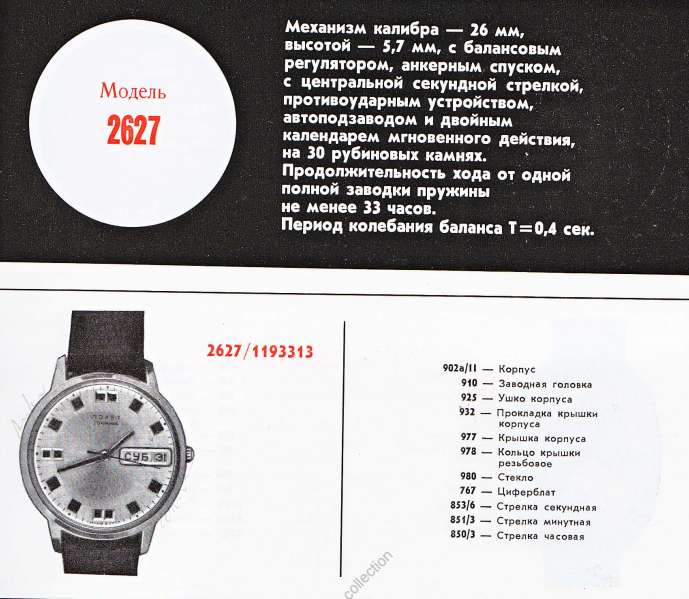 Модель
2627
Механизм калибра — 26 мм,
высотой — 5,7 мм, с балансовым
регулятором, анкерным спуском,
с центральной секундной стрелкой,
противоударным устройством,
автоподзаводом и двойным
календарем мгновенного действия,
на 30 рубиновых камнях.
Продолжительность хода от одной
полной заводки пружины
не менее 33 часов.
Период колебания баланса T=0,4 сек.
2627/1193313
ПОЛЕТ
СУБ 31
902а/II — Корпус
910 — Заводная головка
925 — Ушко корпуса
932 — Прокладка крышки
корпуса
977 — Крышка корпуса
978 — Кольцо крышки
резьбовое
980 — Стекло
767 — Циферблат
853/6 — Стрелка секундная
851/3 — Стрелка минутная
850/3 — Стрелка часовая
collection